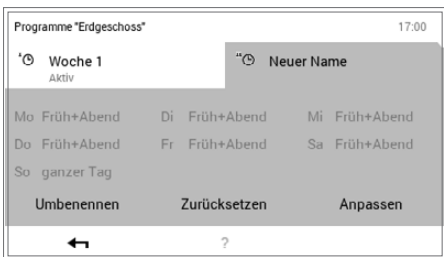 Programme "Erdgeschoss" 17:00
Woche 1 Neuer Name
Aktiv
Mo Früh+Abend Di Früh+Abend Mi Früh+Abend
Do Früh+Abend Fr Früh+Abend Sa Früh+Abend
So ganzer Tag
Umbenennen Zurücksetzen Anpassen
?